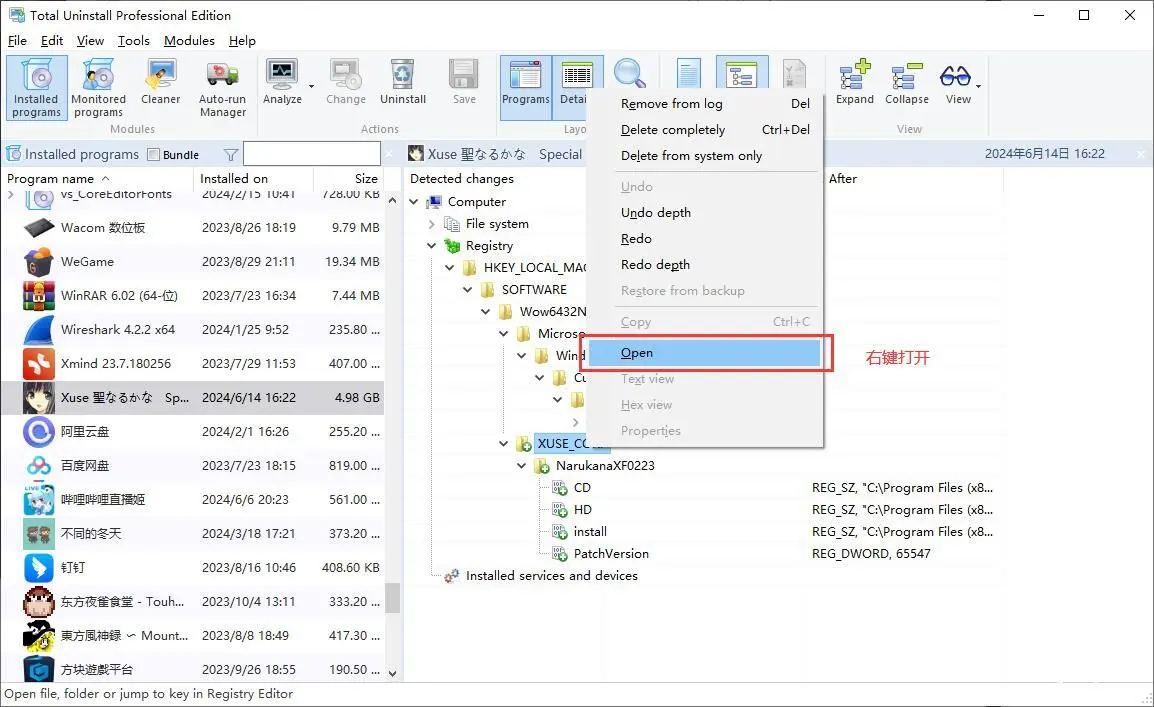 Total Uninstall Professional Edition
File Edit View Tools Modules Help
Installed programs
Monitored programs
Cleaner
Auto-run Manager
Modules
Analyze
Change
Uninstall
Save
Actions
Programs
Detai
Layo
Expand
Collapse
View
View
Installed programs
Bundle
Xuse 聖なるかな Special
2024年6月14日 16:22
Program name Installed on Size
vs_CoreEditorFonts 2024/2/15 10:41 728.00 KB
Wacom 数位板 2023/8/26 18:19 9.79 MB
WeGame 2023/8/29 21:11 19.34 MB
WinRAR 6.02 (64-位) 2023/7/23 16:34 7.44 MB
Wireshark 4.2.2 x64 2024/1/25 9:52 235.80 ...
Xmind 23.7.180256 2023/7/29 11:53 407.00 ...
Xuse 聖なるかな Sp... 2024/6/14 16:22 4.98 GB
阿里云盘 2024/2/1 16:26 255.20 ...
百度网盘 2023/7/23 18:15 819.00 ...
哔哩哔哩直播姬 2024/6/6 20:23 561.00 ...
不同的冬天 2024/3/18 17:21 373.20 ...
钉钉 2023/8/16 10:46 408.60 KB
东方夜雀食堂 - Touh... 2023/10/4 13:11 333.20 ...
東方風神録 ∽ Mount... 2023/8/8 18:49 417.30 ...
方块遊戲平台 2023/9/26 18:55 190.50 ...
Detected changes
After
Computer
File system
Registry
HKEY_LOCAL_MAC
SOFTWARE
Wow6432N
Microso
Wind
Cu
XUSE_CO
NarukanaXF0223
CD REG_SZ, "C:\Program Files (x8...
HD REG_SZ, "C:\Program Files (x8...
install REG_SZ, "C:\Program Files (x8...
PatchVersion REG_DWORD, 65547
Installed services and devices
Remove from log Del
Delete completely Ctrl+Del
Delete from system only
Undo
Undo depth
Redo
Redo depth
Restore from backup
Copy Ctrl+C
Open
Text view
Hex view
Properties
右键打开
Open file, folder or jump to key in Registry Editor